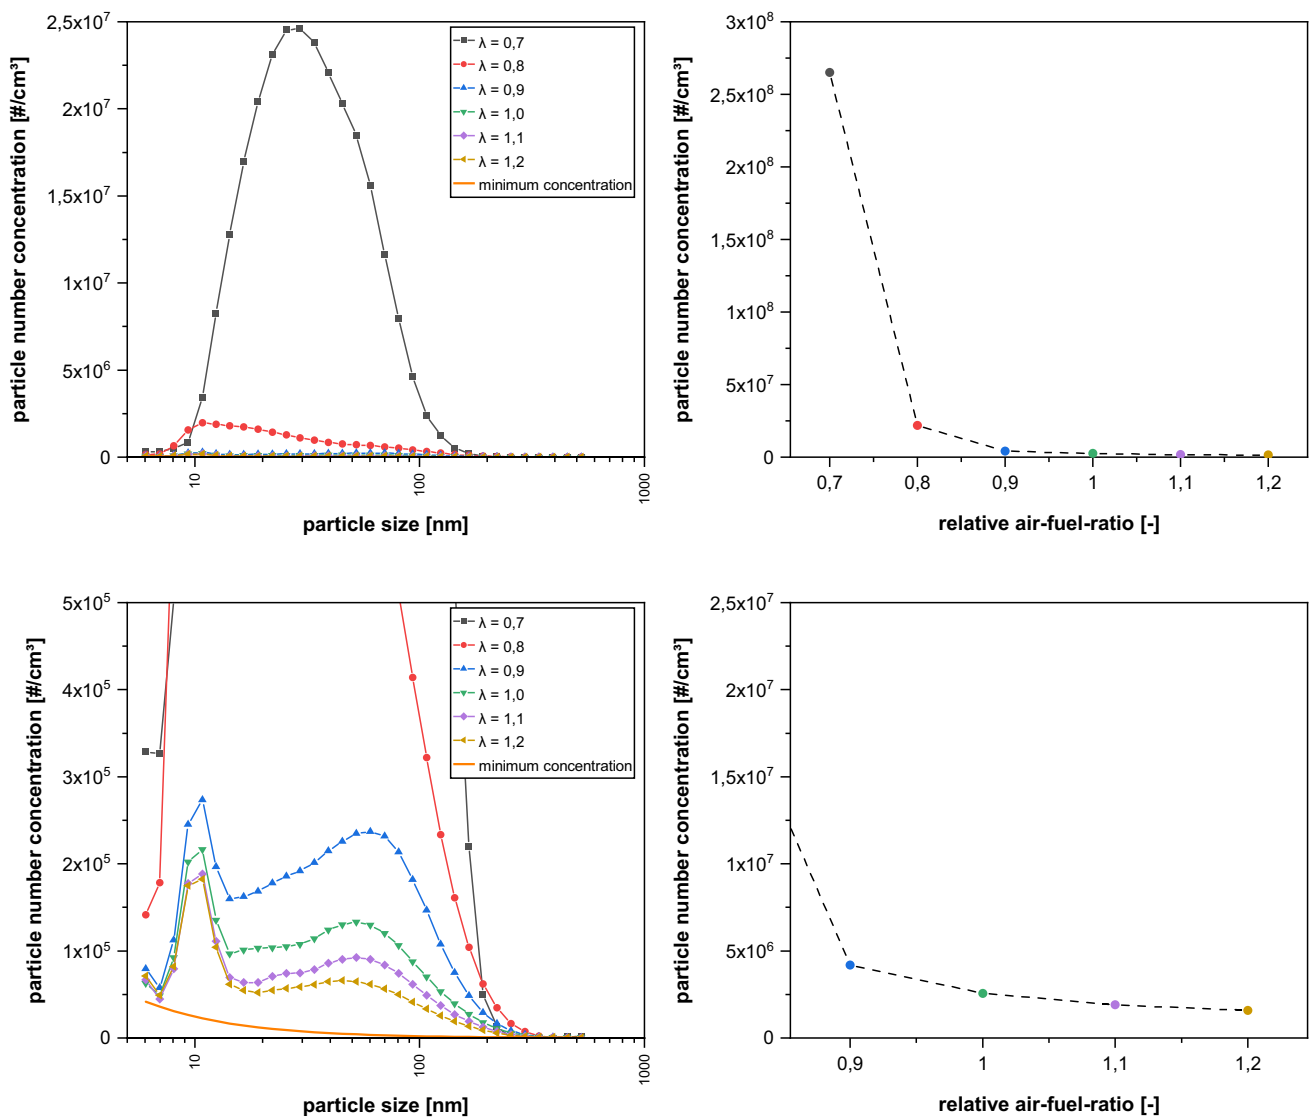 particle number concentration [#/cm³]
2,5x10⁷
2x10⁷
1,5x10⁷
1x10⁷
5x10⁶
0
10
100
1000
particle size [nm]
λ = 0,7
λ = 0,8
λ = 0,9
λ = 1,0
λ = 1,1
λ = 1,2
minimum concentration
particle number concentration [#/cm³]
3x10⁸
2,5x10⁸
2x10⁸
1,5x10⁸
1x10⁸
5x10⁷
0
0,7 0,8 0,9 1 1,1 1,2
relative air-fuel-ratio [-]
particle number concentration [#/cm³]
5x10⁵
4x10⁵
3x10⁵
2x10⁵
1x10⁵
0
10
100
1000
particle size [nm]
λ = 0,7
λ = 0,8
λ = 0,9
λ = 1,0
λ = 1,1
λ = 1,2
minimum concentration
particle number concentration [#/cm³]
2,5x10⁷
2x10⁷
1,5x10⁷
1x10⁷
5x10⁶
0
0,9 1 1,1 1,2
relative air-fuel-ratio [-]